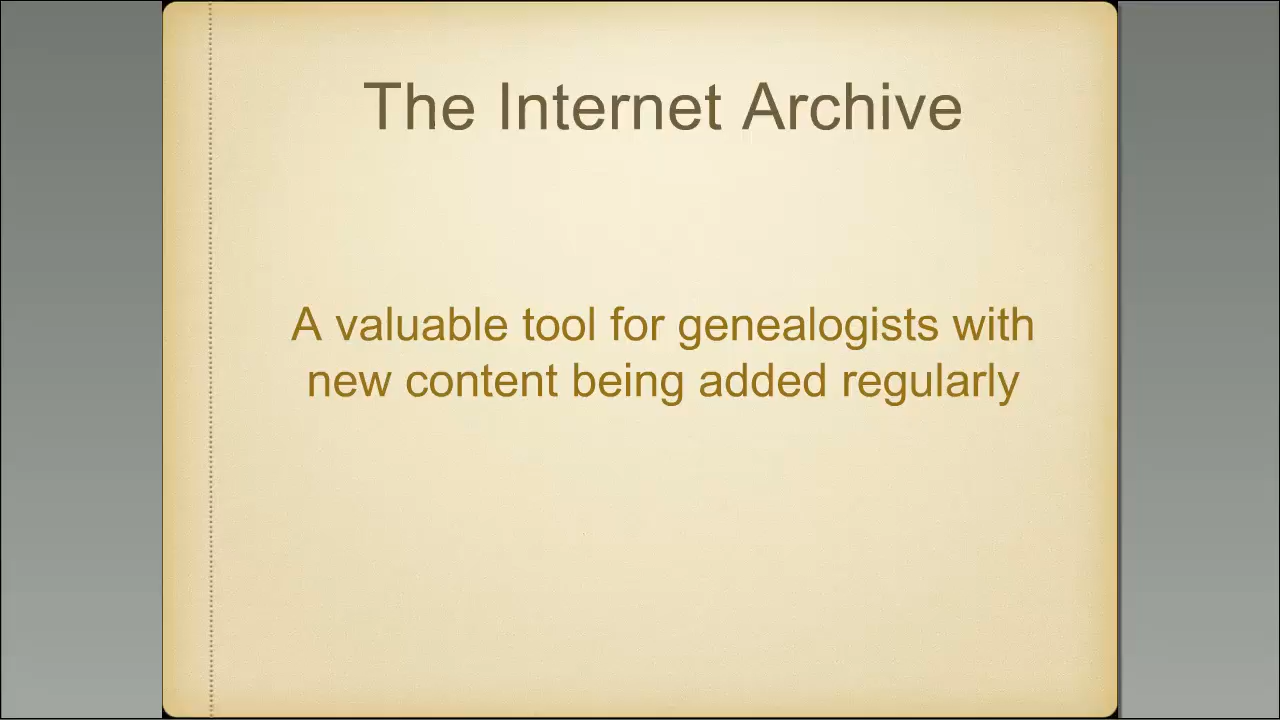 The Internet Archive
A valuable tool for genealogists with
new content being added regularly